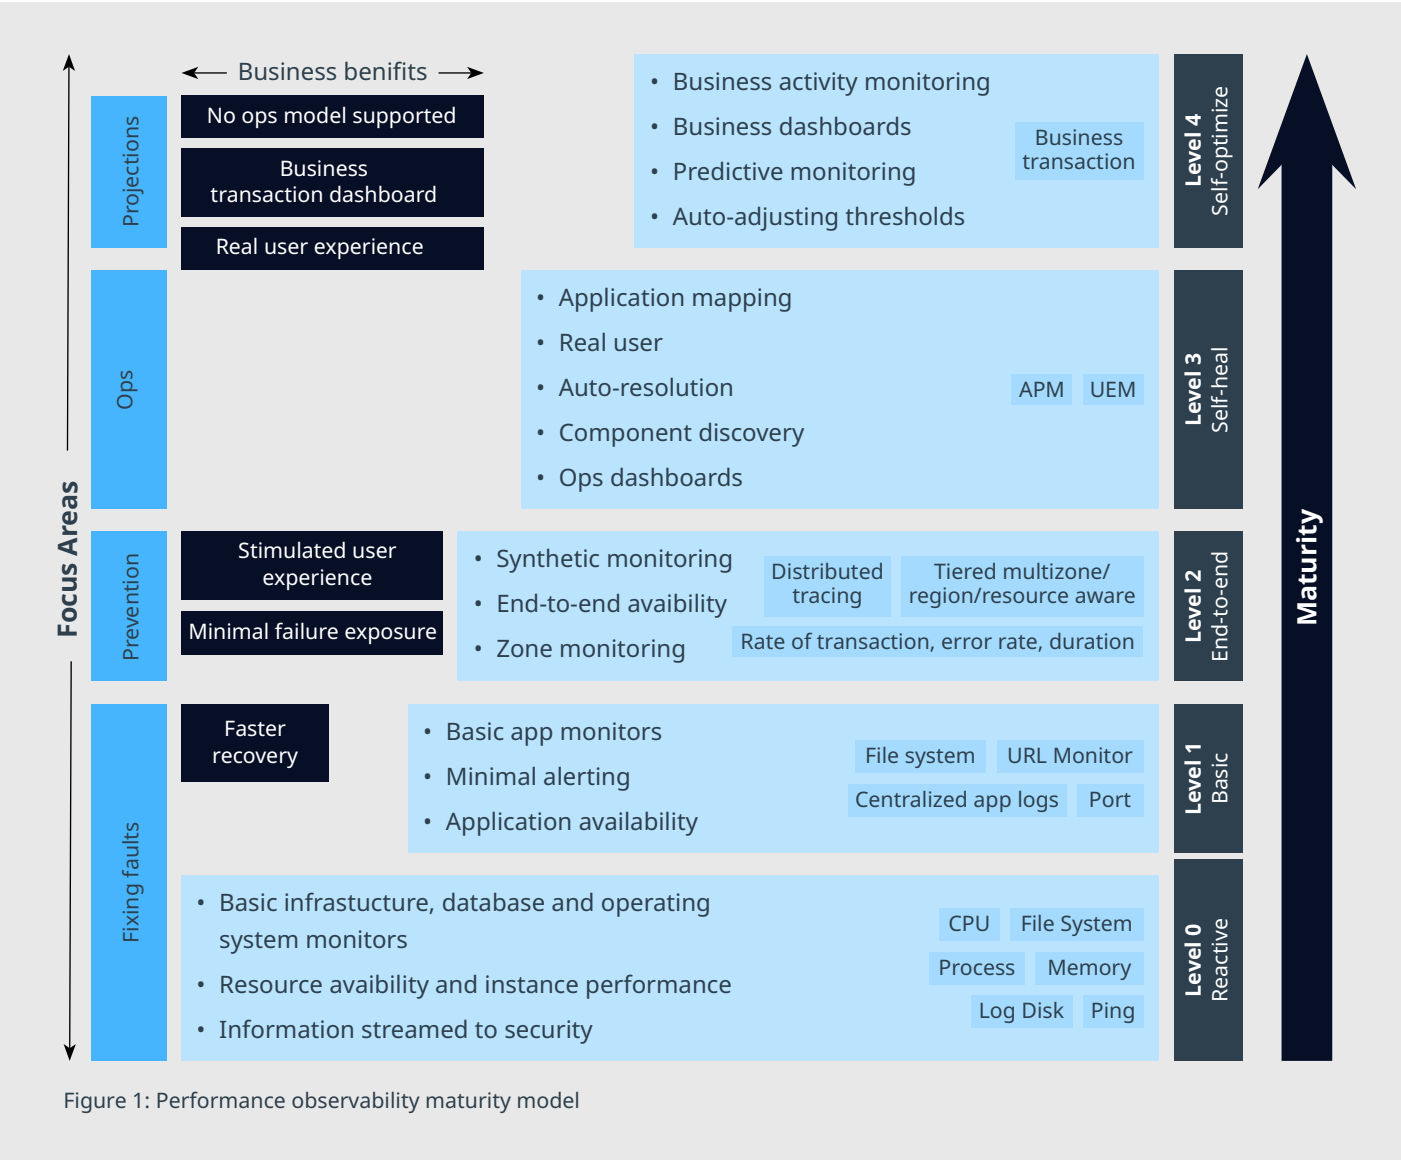 Business benifits
Focus Areas
Maturity
Projections
No ops model supported
Business
transaction dashboard
Real user experience
• Business activity monitoring
• Business dashboards
• Predictive monitoring
• Auto-adjusting thresholds
Business
transaction
Level 4
Self-optimize
Ops
• Application mapping
• Real user
• Auto-resolution
• Component discovery
• Ops dashboards
APM
UEM
Level 3
Self-heal
Prevention
Stimulated user
experience
Minimal failure exposure
• Synthetic monitoring
• End-to-end avaibility
• Zone monitoring
Distributed
tracing
Tiered multizone/
region/resource aware
Rate of transaction, error rate, duration
Level 2
End-to-end
Fixing faults
Faster
recovery
• Basic app monitors
• Minimal alerting
• Application availability
File system
URL Monitor
Centralized app logs
Port
Level 1
Basic
• Basic infrastucture, database and operating
system monitors
• Resource avaibility and instance performance
• Information streamed to security
CPU
File System
Process
Memory
Log Disk
Ping
Level 0
Reactive
Figure 1: Performance observability maturity model